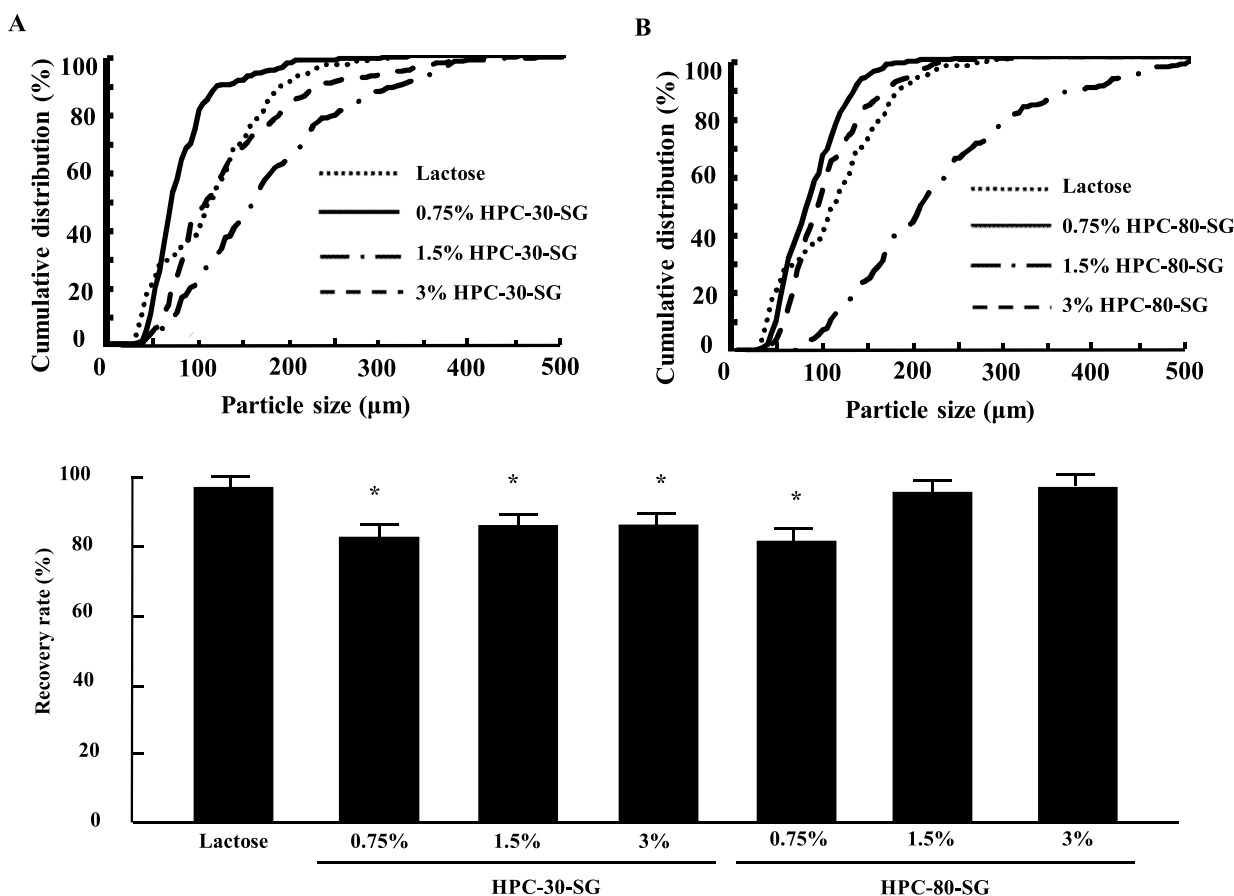 A
Cumulative distribution (%)
100
80
60
40
20
0
0 100 200 300 400 500
Particle size (μm)
Lactose
0.75% HPC-30-SG
1.5% HPC-30-SG
3% HPC-30-SG
B
Cumulative distribution (%)
100
80
60
40
20
0
0 100 200 300 400 500
Particle size (μm)
Lactose
0.75% HPC-80-SG
1.5% HPC-80-SG
3% HPC-80-SG
Recovery rate (%)
100
80
60
40
20
0
* * * *
Lactose 0.75% 1.5% 3% 0.75% 1.5% 3%
HPC-30-SG HPC-80-SG